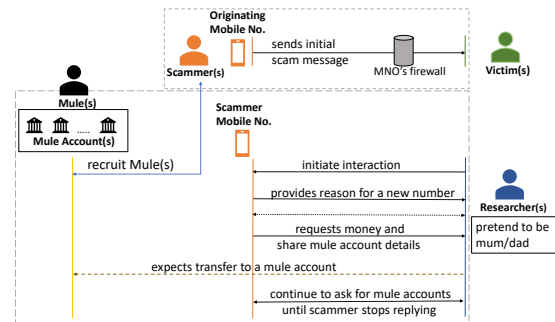 Originating
Mobile No.
sends initial
scam message
Scammer(s)
MNO's firewall
Victim(s)
Mule(s)
.....
Mule Account(s)
Scammer
Mobile No.
recruit Mule(s)
initiate interaction
provides reason for a new number
Researcher(s)
requests money and
share mule account details
pretend to be
mum/dad
expects transfer to a mule account
continue to ask for mule accounts
until scammer stops replying